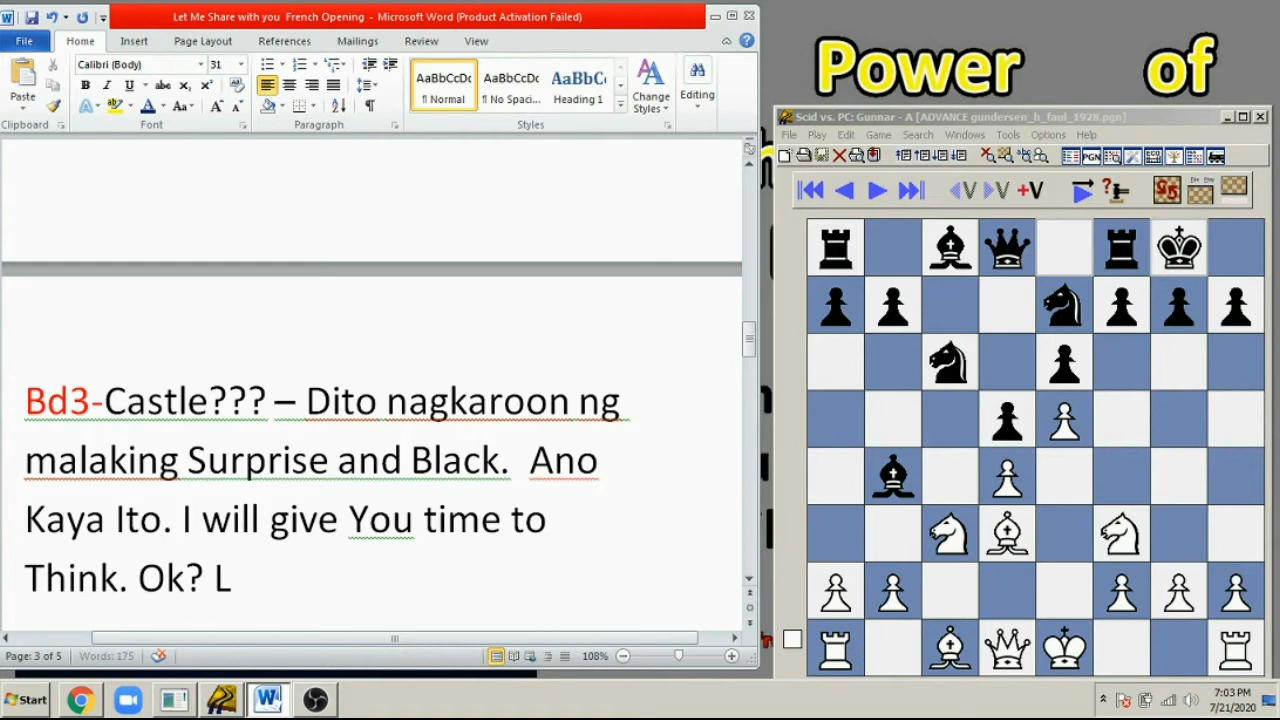 Let Me Share with you French Opening - Microsoft Word (Product Activation Failed)
File Home Insert Page Layout References Mailings Review View
Calibri (Body) 31
AaBbCcDc AaBbCcDc AaBbCc
¶ Normal ¶ No Spaci... Heading 1
Change Styles
Editing
Paste
Clipboard Font Paragraph Styles
Bd3-Castle??? – Dito nagkaroon ng
malaking Surprise and Black. Ano
Kaya Ito. I will give You time to
Think. Ok? L
Page: 3 of 5 Words: 175 108%
Power of
Scid vs. PC: Gunnar - A [ADVANCE gundersen_h_faul_1928.pgn]
File Play Edit Game Search Windows Tools Options Help
PGN ECO
+V
Start
7:03 PM
7/21/2020